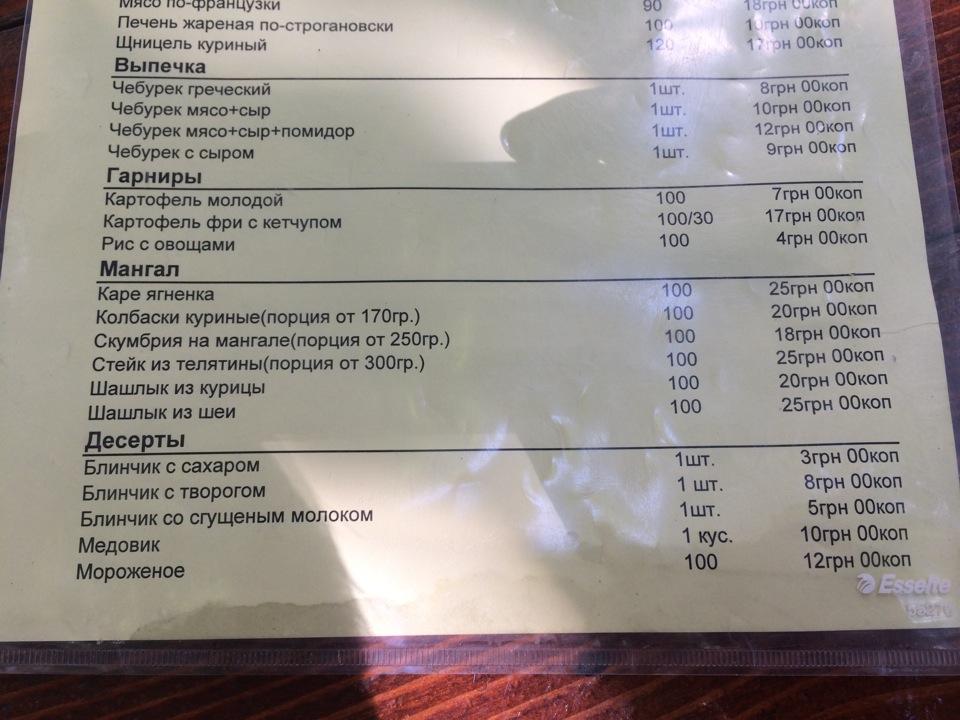 Мясо по-французки 90 18грн 00коп
Печень жареная по-строгановски 100 10грн 00коп
Щницель куриный 120 17грн 00коп
Выпечка
Чебурек греческий 1шт. 8грн 00коп
Чебурек мясо+сыр 1шт. 10грн 00коп
Чебурек мясо+сыр+помидор 1шт. 12грн 00коп
Чебурек с сыром 1шт. 9грн 00коп
Гарниры
Картофель молодой 100 7грн 00коп
Картофель фри с кетчупом 100/30 17грн 00коп
Рис с овощами 100 4грн 00коп
Мангал
Каре ягненка 100 25грн 00коп
Колбаски куриные(порция от 170гр.) 100 20грн 00коп
Скумбрия на мангале(порция от 250гр.) 100 18грн 00коп
Стейк из телятины(порция от 300гр.) 100 25грн 00коп
Шашлык из курицы 100 20грн 00коп
Шашлык из шеи 100 25грн 00коп
Десерты
Блинчик с сахаром 1шт. 3грн 00коп
Блинчик с творогом 1 шт. 8грн 00коп
Блинчик со сгущеным молоком 1шт. 5грн 00коп
Медовик 1 кус. 10грн 00коп
Мороженое 100 12грн 00коп
Esselte